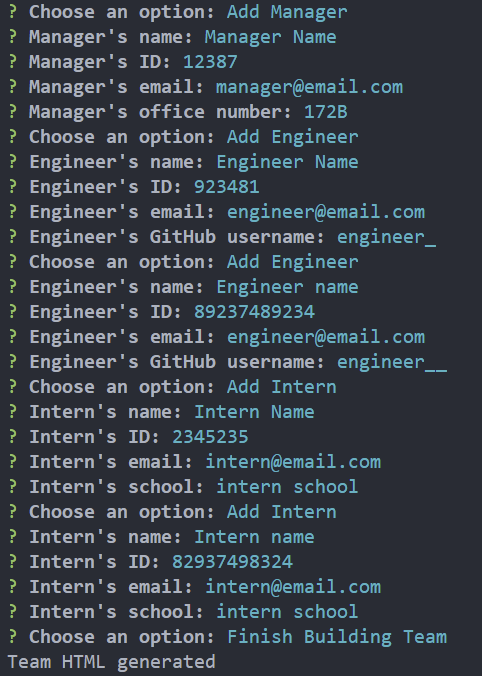 ? Choose an option: Add Manager
? Manager's name: Manager Name
? Manager's ID: 12387
? Manager's email: manager@email.com
? Manager's office number: 172B
? Choose an option: Add Engineer
? Engineer's name: Engineer Name
? Engineer's ID: 923481
? Engineer's email: engineer@email.com
? Engineer's GitHub username: engineer_
? Choose an option: Add Engineer
? Engineer's name: Engineer name
? Engineer's ID: 89237489234
? Engineer's email: engineer@email.com
? Engineer's GitHub username: engineer__
? Choose an option: Add Intern
? Intern's name: Intern Name
? Intern's ID: 2345235
? Intern's email: intern@email.com
? Intern's school: intern school
? Choose an option: Add Intern
? Intern's name: Intern name
? Intern's ID: 82937498324
? Intern's email: intern@email.com
? Intern's school: intern school
? Choose an option: Finish Building Team
Team HTML generated